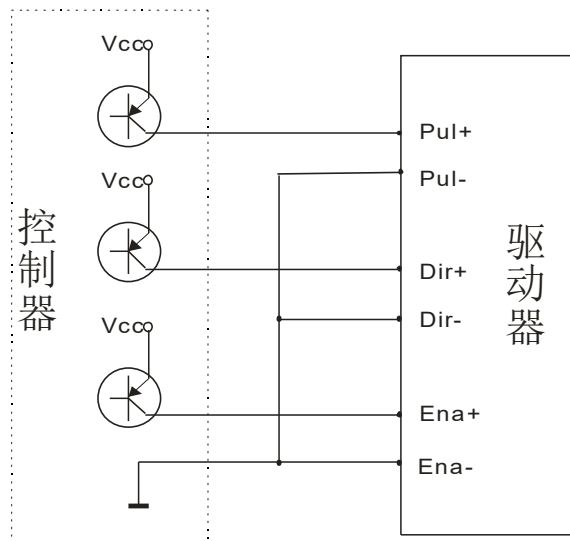 Vcc
Pul+
Pul-
Vcc
控制器
Dir+
驱动器
Dir-
Vcc
Ena+
Ena-